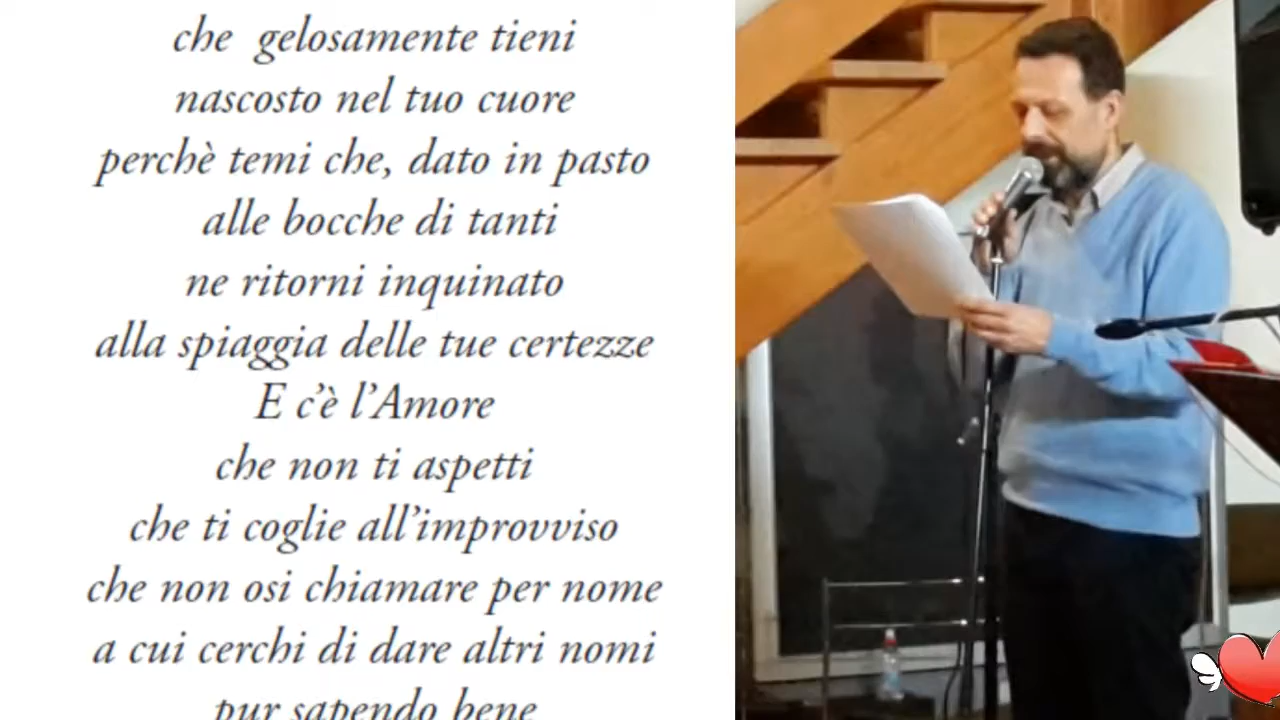 che gelosamente tieni
nascosto nel tuo cuore
perchè temi che, dato in pasto
alle bocche di tanti
ne ritorni inquinato
alla spiaggia delle tue certezze
E c'è l'Amore
che non ti aspetti
che ti coglie all'improvviso
che non osi chiamare per nome
a cui cerchi di dare altri nomi
pur sapendo bene